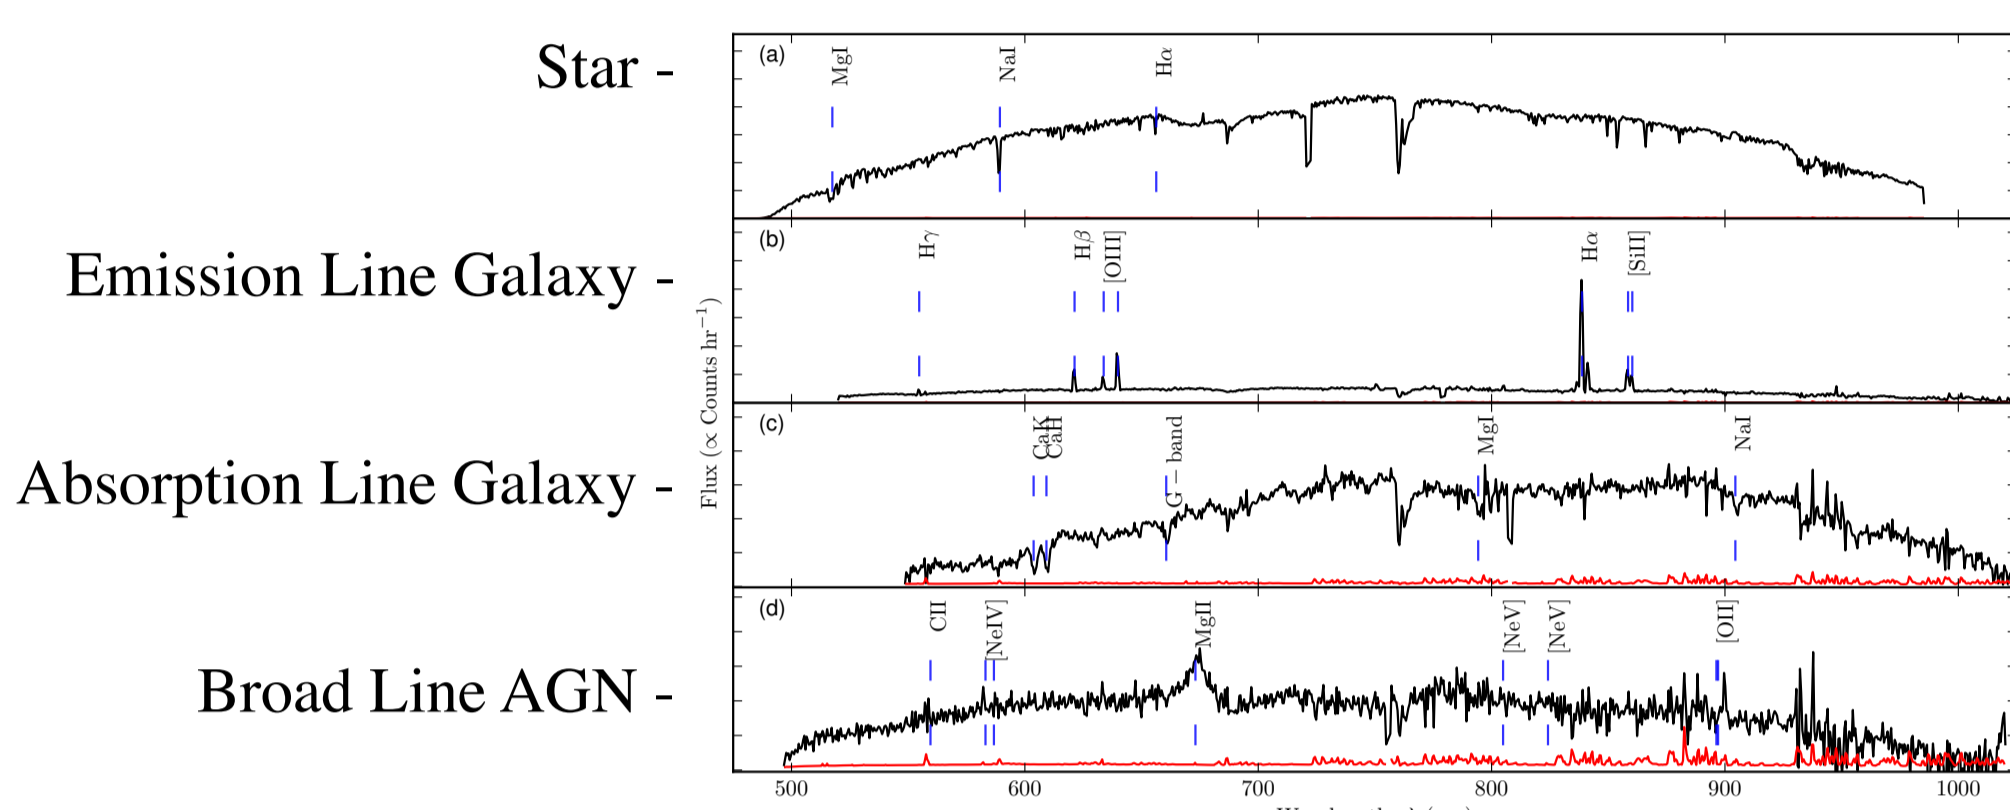 Star -
(a)
MgI
NaI
Hα
Emission Line Galaxy -
(b)
Hγ
Hβ
[OIII]
Hα
[SiII]
Flux (∝ Counts hr⁻¹)
Absorption Line Galaxy -
(c)
CaK
CaH
G − band
MgI
NaI
Broad Line AGN -
(d)
CII
[NeIV]
MgII
[NeV]
[NeV]
[OII]
500 600 700 800 900 1000